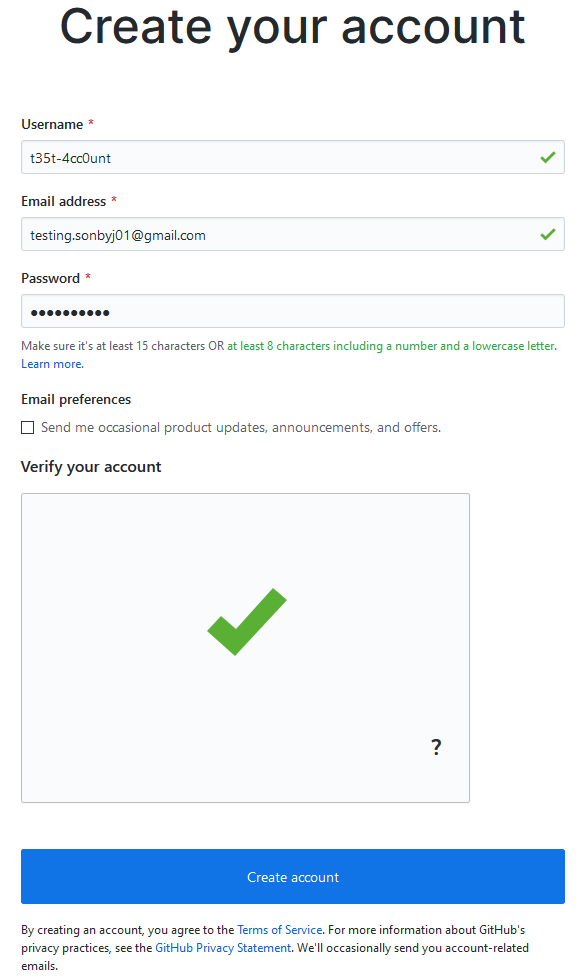 Create your account
Username *
t35t-4cc0unt
Email address *
testing.sonbyj01@gmail.com
Password *
••••••••••
Make sure it's at least 15 characters OR at least 8 characters including a number and a lowercase letter.
Learn more.
Email preferences
Send me occasional product updates, announcements, and offers.
Verify your account
?
Create account
By creating an account, you agree to the Terms of Service. For more information about GitHub's
privacy practices, see the GitHub Privacy Statement. We'll occasionally send you account-related
emails.